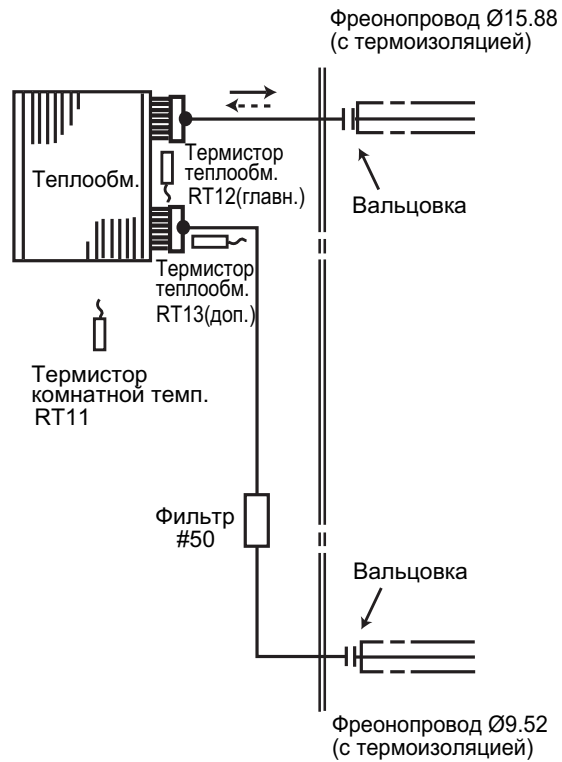 Фреонопровод Ø15.88
(с термоизоляцией)
Теплообм.
Термистор
теплообм.
RT12(главн.)
Вальцовка
Термистор
теплообм.
RT13(доп.)
Термистор
комнатной темп.
RT11
Фильтр
#50
Вальцовка
Фреонопровод Ø9.52
(с термоизоляцией)